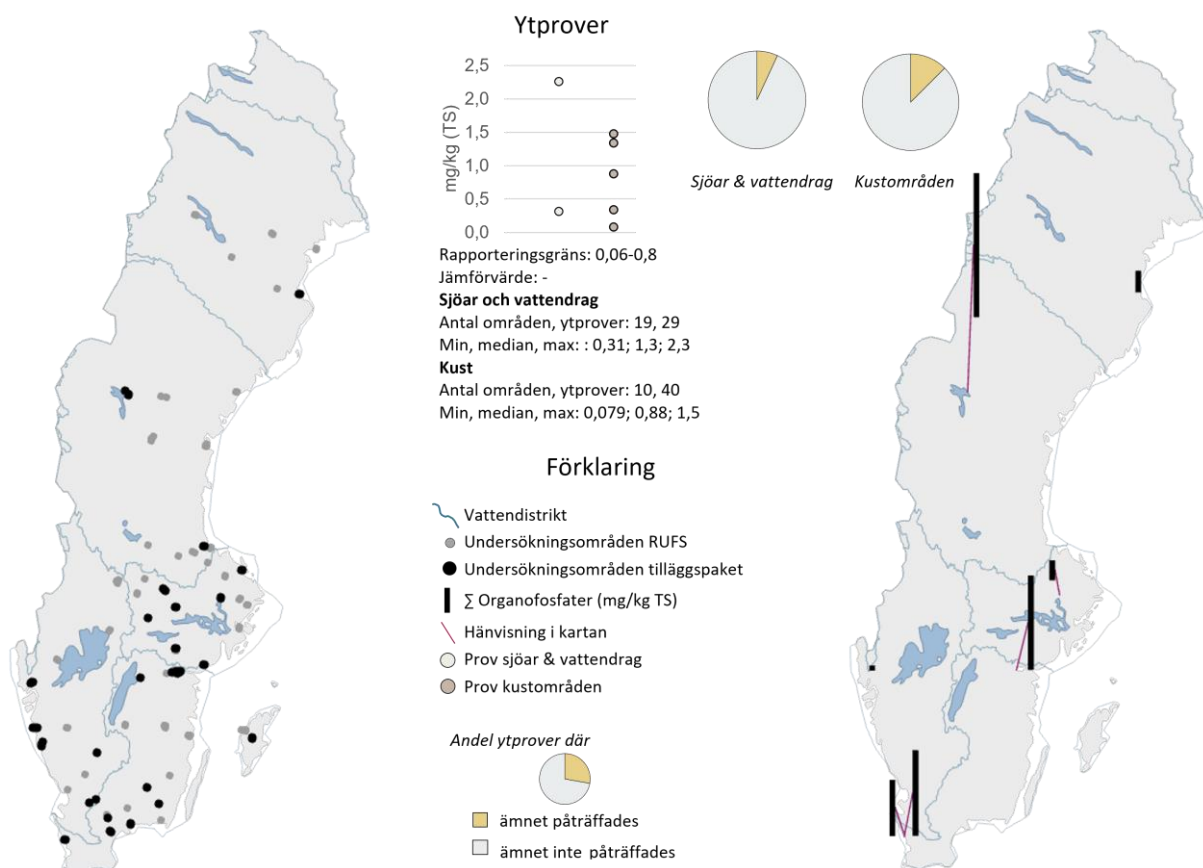 Ytprover
mg/kg (TS)
2,5
2,0
1,5
1,0
0,5
0,0
Sjöar & vattendrag
Kustområden
Rapporteringsgräns: 0,06-0,8
Jämförvärde: -
Sjöar och vattendrag
Antal områden, ytprover: 19, 29
Min, median, max: : 0,31; 1,3; 2,3
Kust
Antal områden, ytprover: 10, 40
Min, median, max: 0,079; 0,88; 1,5
Förklaring
Vattendistrikt
Undersökningsområden RUFS
Undersökningsområden tilläggspaket
∑ Organofosfater (mg/kg TS)
Hänvisning i kartan
Prov sjöar & vattendrag
Prov kustområden
Andel ytprover där
ämnet påträffades
ämnet inte påträffades